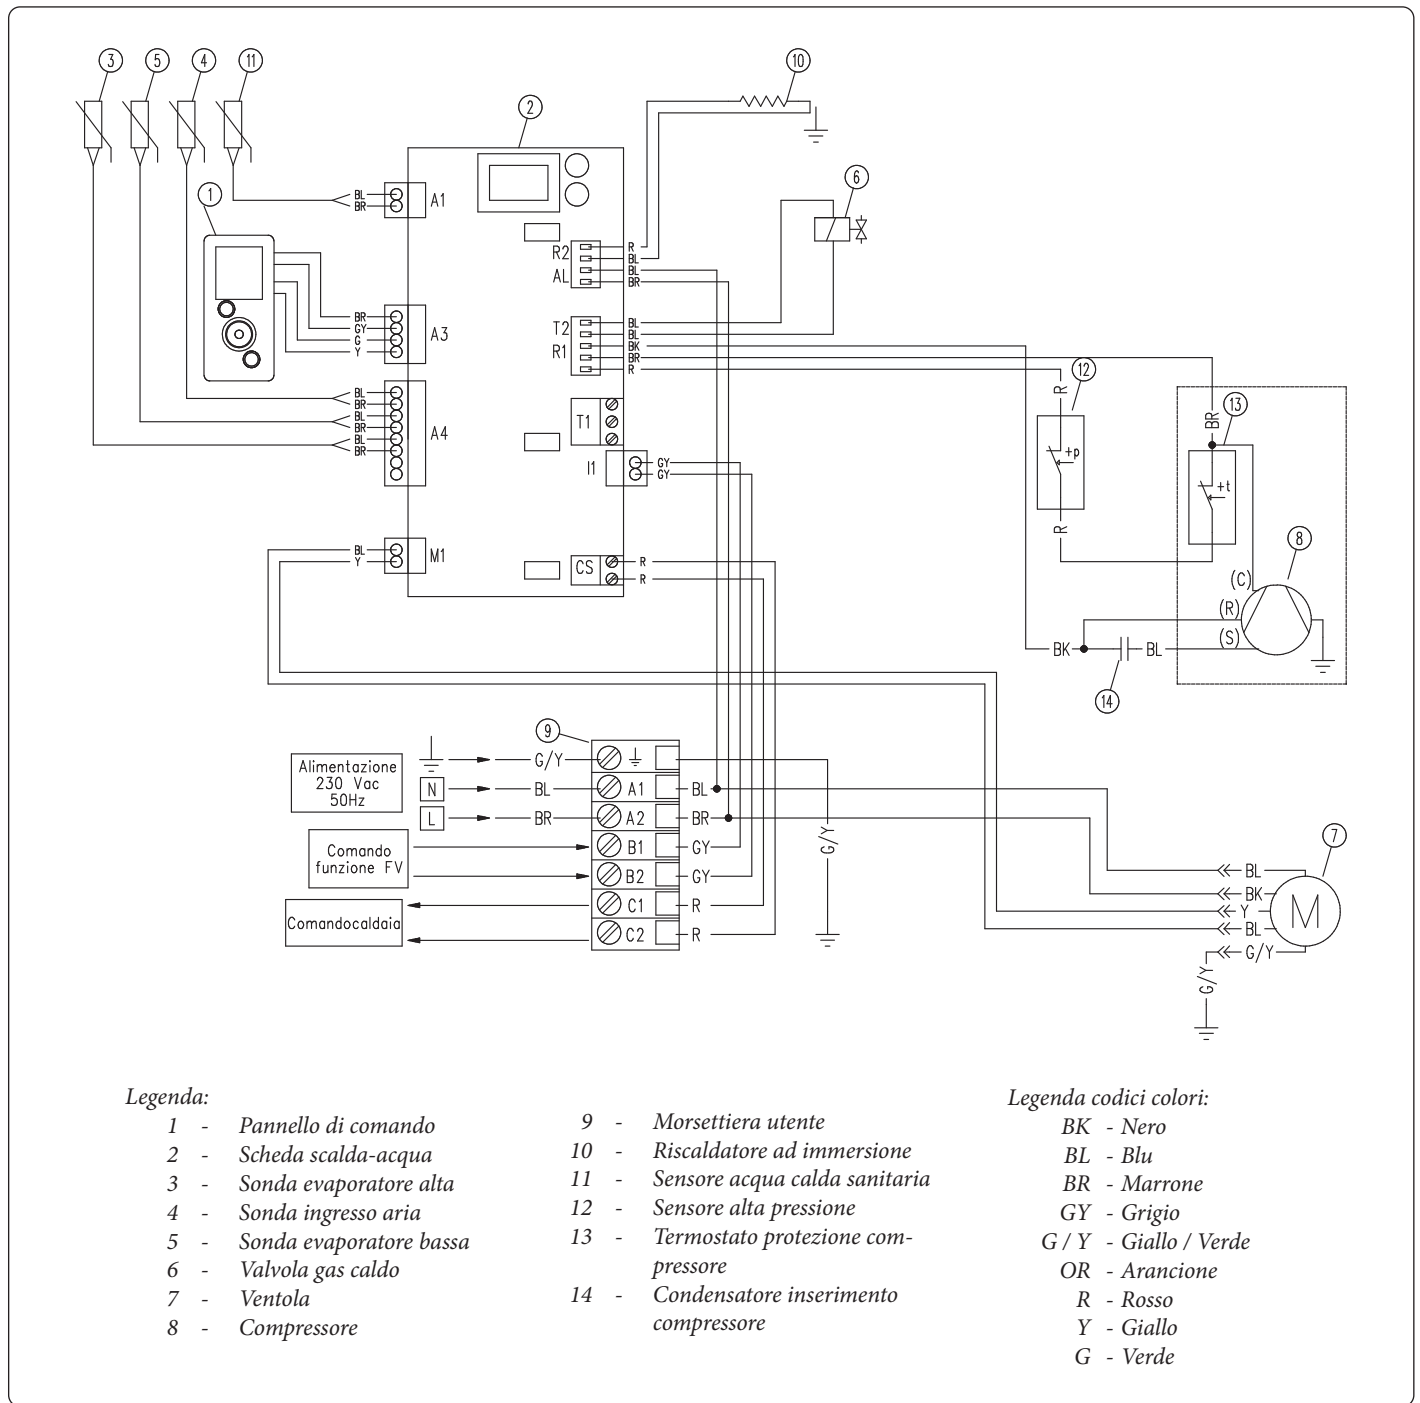 3 5 4 11 10
2
6
1
BL
BR
A1
R2
AL
R
BL
BL
BR
BR
GY
G
Y
A3
T2
R1
BL
BL
BK
BR
R
12
13
R
BR
BL
BR
BL
BR
BL
BR
A4
T1
I1
GY
GY
+p
+t
R
8
BL
Y
M1
CS
R
R
(C)
(R)
(S)
BK
BL
14
9
Alimentazione
230 Vac
50Hz
G/Y
N
BL
A1
BL
L
BR
A2
BR
Comando
funzione FV
B1
GY
B2
GY
G/Y
Comandocaldaia
C1
R
C2
R
7
BL
BK
Y
BL
G/Y
M
G/Y
Legenda:
1 - Pannello di comando
2 - Scheda scalda-acqua
3 - Sonda evaporatore alta
4 - Sonda ingresso aria
5 - Sonda evaporatore bassa
6 - Valvola gas caldo
7 - Ventola
8 - Compressore
9 - Morsettiera utente
10 - Riscaldatore ad immersione
11 - Sensore acqua calda sanitaria
12 - Sensore alta pressione
13 - Termostato protezione com-
pressore
14 - Condensatore inserimento
compressore
Legenda codici colori:
BK - Nero
BL - Blu
BR - Marrone
GY - Grigio
G / Y - Giallo / Verde
OR - Arancione
R - Rosso
Y - Giallo
G - Verde